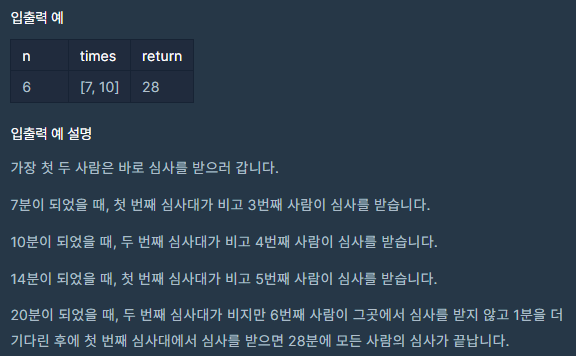 입출력 예
n times return
6 [7, 10] 28
입출력 예 설명
가장 첫 두 사람은 바로 심사를 받으러 갑니다.
7분이 되었을 때, 첫 번째 심사대가 비고 3번째 사람이 심사를 받습니다.
10분이 되었을 때, 두 번째 심사대가 비고 4번째 사람이 심사를 받습니다.
14분이 되었을 때, 첫 번째 심사대가 비고 5번째 사람이 심사를 받습니다.
20분이 되었을 때, 두 번째 심사대가 비지만 6번째 사람이 그곳에서 심사를 받지 않고 1분을 더
기다린 후에 첫 번째 심사대에서 심사를 받으면 28분에 모든 사람의 심사가 끝납니다.